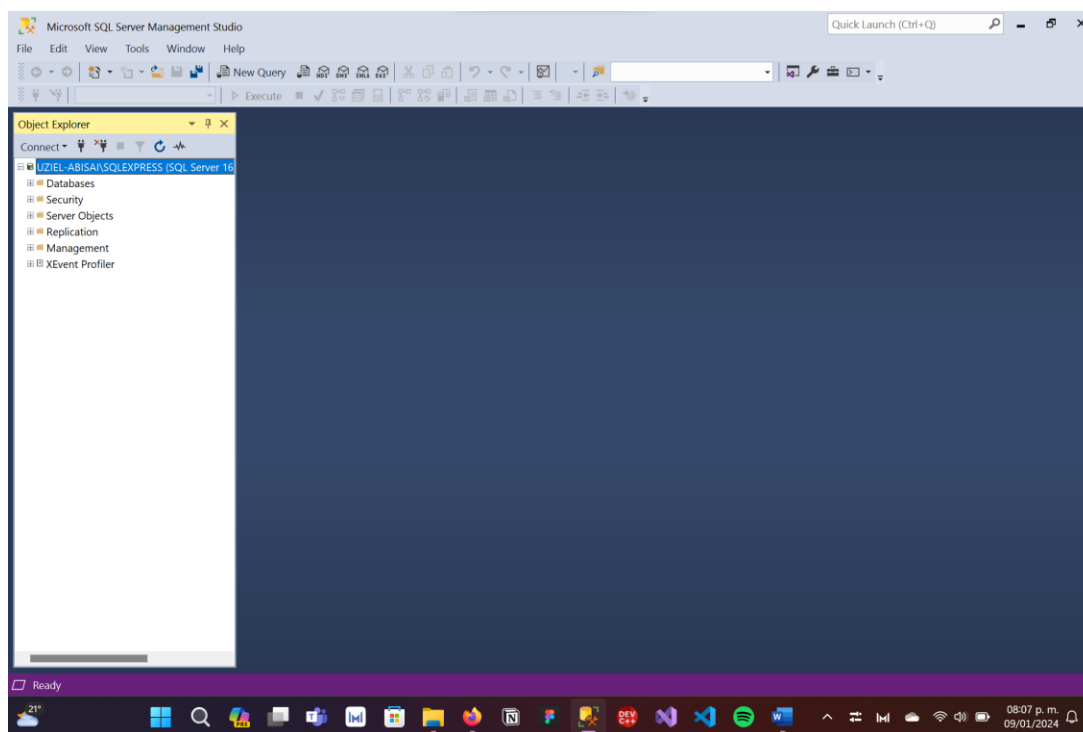 Microsoft SQL Server Management Studio
Quick Launch (Ctrl+Q)
File Edit View Tools Window Help
New Query
Execute
Object Explorer
Connect
UZIEL-ABISAI\SQLEXPRESS (SQL Server 16
Databases
Security
Server Objects
Replication
Management
XEvent Profiler
Ready
21°
08:07 p. m.
09/01/2024